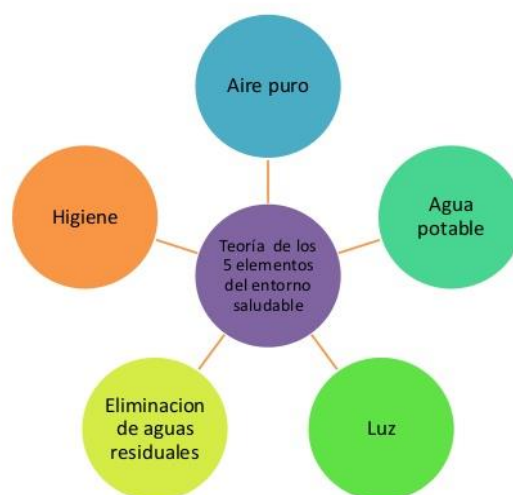 Aire puro
Agua
potable
Luz
Eliminacion
de aguas
residuales
Higiene
Teoría de los
5 elementos
del entorno
saludable